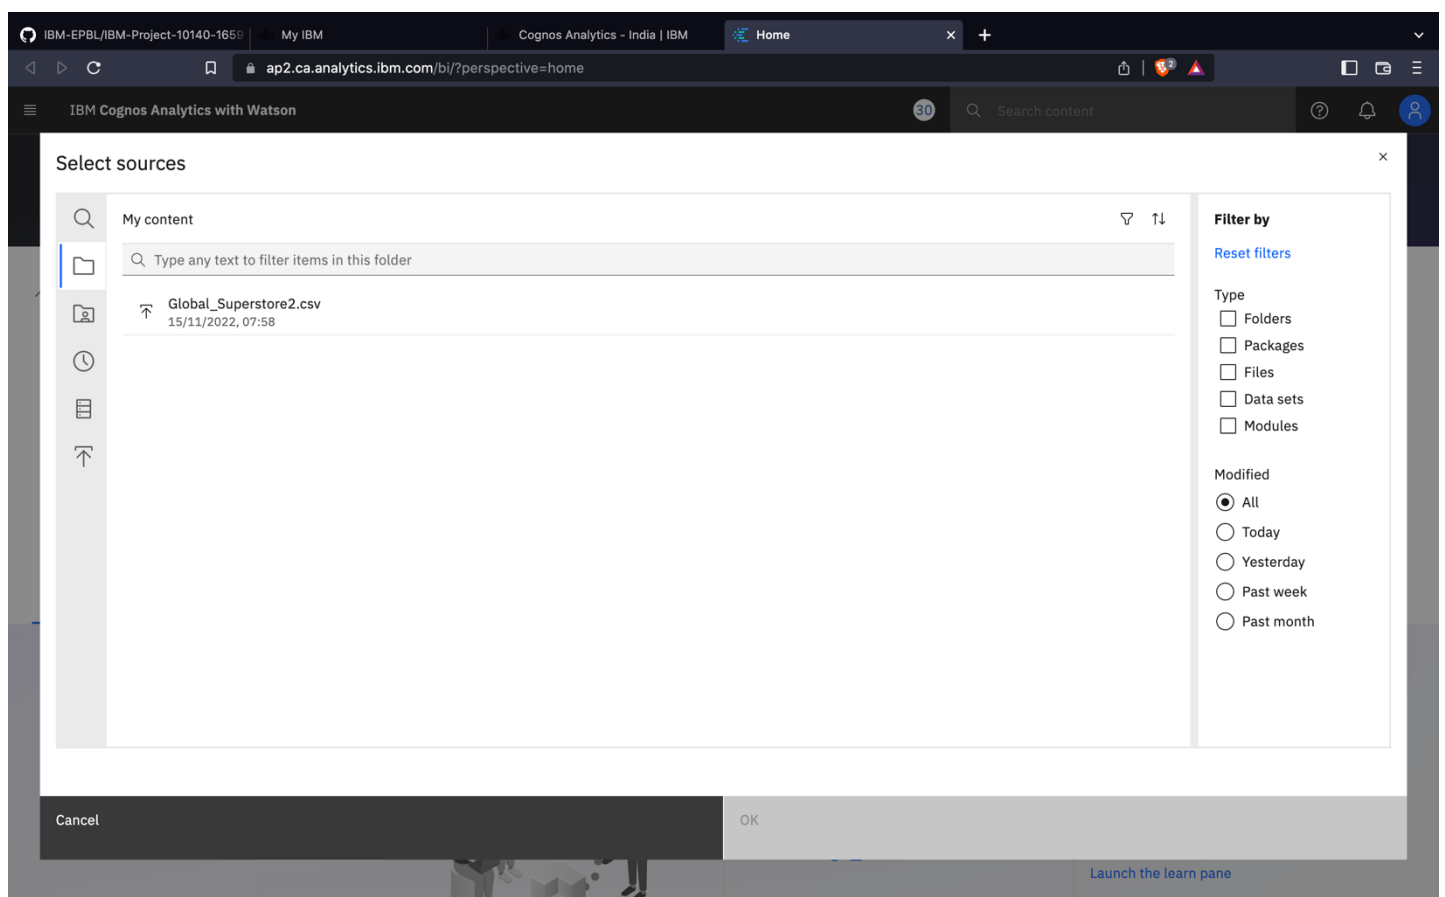 IBM-EPBL/IBM-Project-10140-1659
My IBM
Cognos Analytics - India | IBM
Home
ap2.ca.analytics.ibm.com/bi/?perspective=home
2
IBM Cognos Analytics with Watson
30
Search content
Select sources
My content
Type any text to filter items in this folder
Global_Superstore2.csv
15/11/2022, 07:58
Filter by
Reset filters
Type
Folders
Packages
Files
Data sets
Modules
Modified
All
Today
Yesterday
Past week
Past month
Cancel
OK
Launch the learn pane